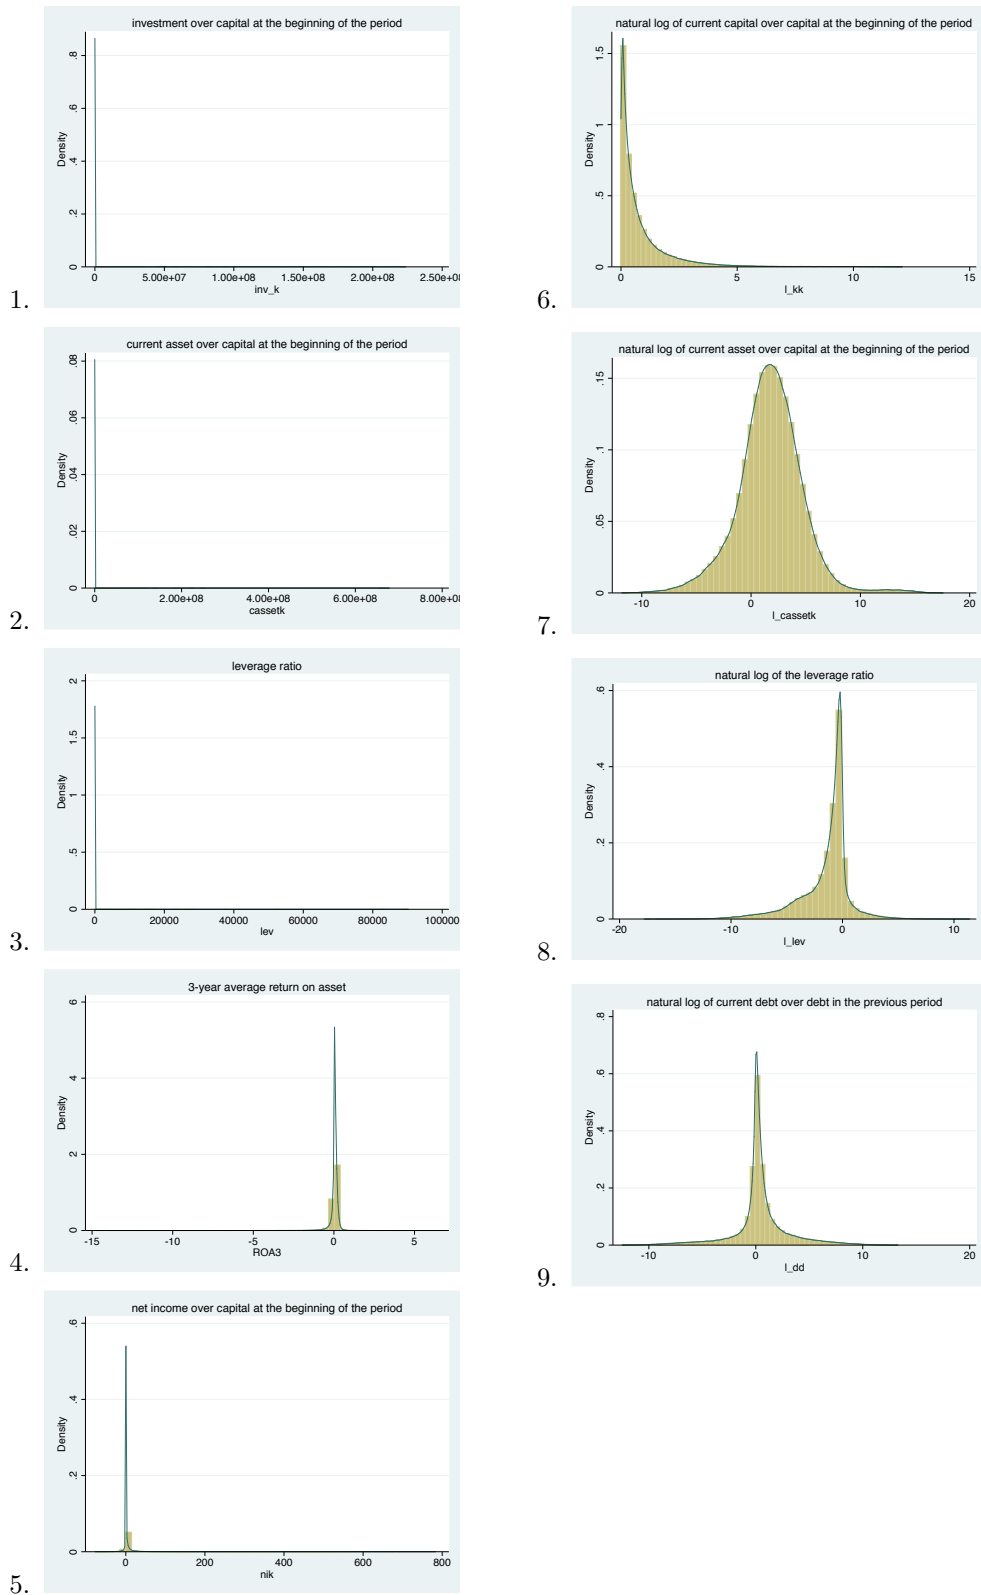 investment over capital at the beginning of the period
Density
0 .2 .4 .6 .8
0 5.00e+07 1.00e+08 1.50e+08 2.00e+08 2.50e+08
inv_k
1.
current asset over capital at the beginning of the period
Density
0 .02 .04 .06 .08
0 2.00e+08 4.00e+08 6.00e+08 8.00e+08
cassetk
2.
leverage ratio
Density
0 .5 1 1.5 2
0 20000 40000 60000 80000 100000
lev
3.
3-year average return on asset
Density
0 2 4 6
-15 -10 -5 0 5
ROA3
4.
net income over capital at the beginning of the period
Density
0 .2 .4 .6
0 200 400 600 800
nik
5.
natural log of current capital over capital at the beginning of the period
Density
0 .5 1 1.5
0 5 10 15
l_kk
6.
natural log of current asset over capital at the beginning of the period
Density
0 .05 .1 .15
-10 0 10 20
l_cassetk
7.
natural log of the leverage ratio
Density
0 .2 .4 .6
-20 -10 0 10
l_lev
8.
natural log of current debt over debt in the previous period
Density
0 .2 .4 .6 .8
-10 0 10 20
l_dd
9.